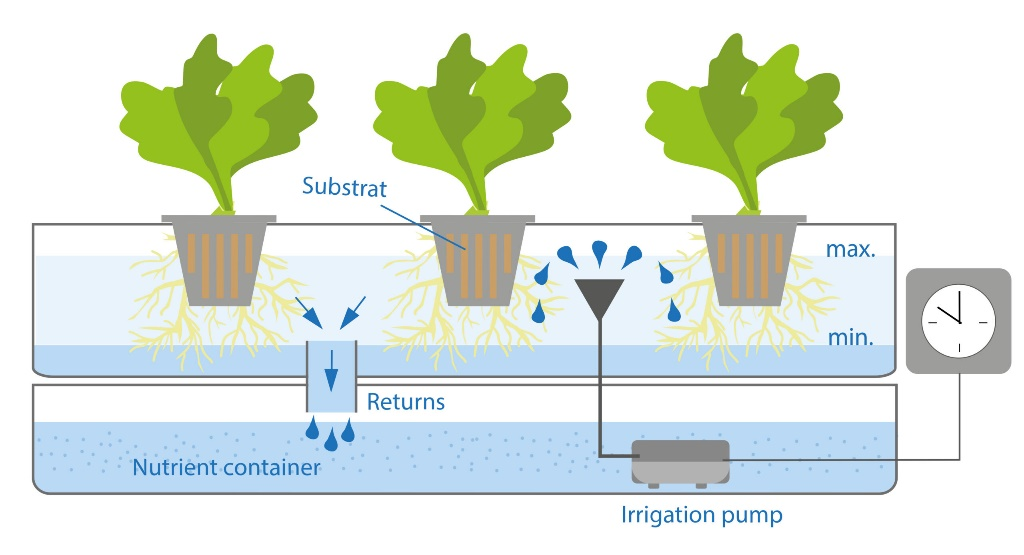 Substrat
max.
min.
Returns
Nutrient container
Irrigation pump